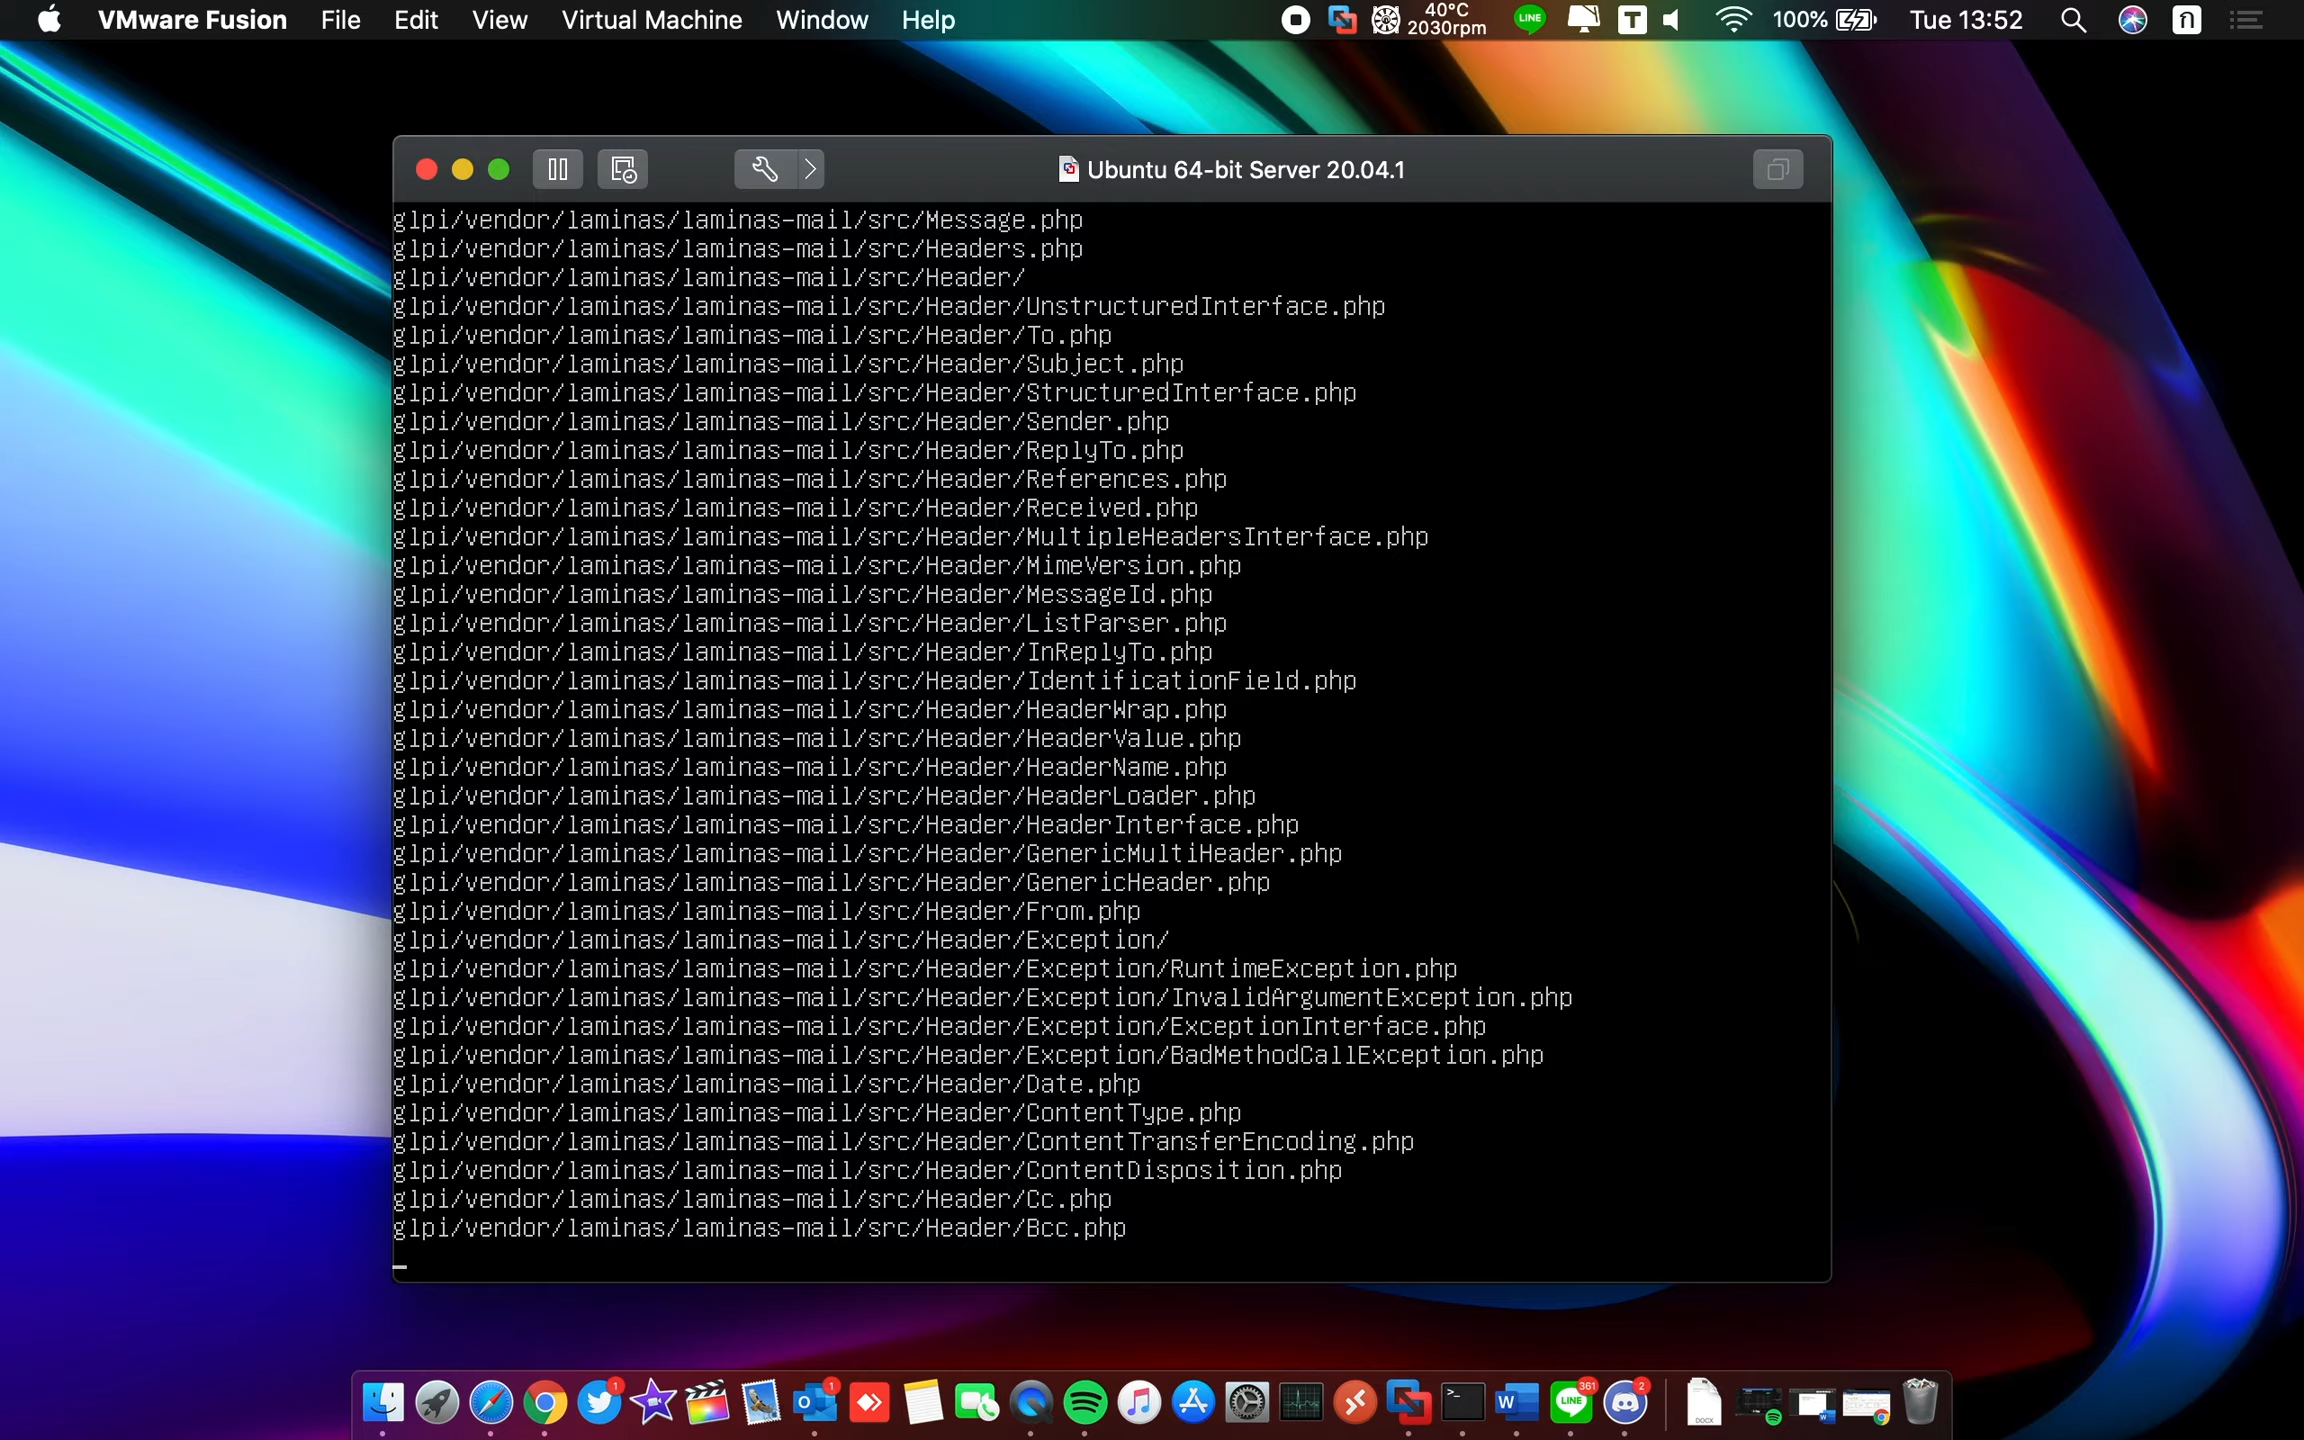 VMware Fusion File Edit View Virtual Machine Window Help 40°C 2030rpm LINE T 100% Tue 13:52 ก
Ubuntu 64-bit Server 20.04.1
glpi/vendor/laminas/laminas-mail/src/Message.php
glpi/vendor/laminas/laminas-mail/src/Headers.php
glpi/vendor/laminas/laminas-mail/src/Header/
glpi/vendor/laminas/laminas-mail/src/Header/UnstructuredInterface.php
glpi/vendor/laminas/laminas-mail/src/Header/To.php
glpi/vendor/laminas/laminas-mail/src/Header/Subject.php
glpi/vendor/laminas/laminas-mail/src/Header/StructuredInterface.php
glpi/vendor/laminas/laminas-mail/src/Header/Sender.php
glpi/vendor/laminas/laminas-mail/src/Header/ReplyTo.php
glpi/vendor/laminas/laminas-mail/src/Header/References.php
glpi/vendor/laminas/laminas-mail/src/Header/Received.php
glpi/vendor/laminas/laminas-mail/src/Header/MultipleHeadersInterface.php
glpi/vendor/laminas/laminas-mail/src/Header/MimeVersion.php
glpi/vendor/laminas/laminas-mail/src/Header/MessageId.php
glpi/vendor/laminas/laminas-mail/src/Header/ListParser.php
glpi/vendor/laminas/laminas-mail/src/Header/InReplyTo.php
glpi/vendor/laminas/laminas-mail/src/Header/IdentificationField.php
glpi/vendor/laminas/laminas-mail/src/Header/HeaderWrap.php
glpi/vendor/laminas/laminas-mail/src/Header/HeaderValue.php
glpi/vendor/laminas/laminas-mail/src/Header/HeaderName.php
glpi/vendor/laminas/laminas-mail/src/Header/HeaderLoader.php
glpi/vendor/laminas/laminas-mail/src/Header/HeaderInterface.php
glpi/vendor/laminas/laminas-mail/src/Header/GenericMultiHeader.php
glpi/vendor/laminas/laminas-mail/src/Header/GenericHeader.php
glpi/vendor/laminas/laminas-mail/src/Header/From.php
glpi/vendor/laminas/laminas-mail/src/Header/Exception/
glpi/vendor/laminas/laminas-mail/src/Header/Exception/RuntimeException.php
glpi/vendor/laminas/laminas-mail/src/Header/Exception/InvalidArgumentException.php
glpi/vendor/laminas/laminas-mail/src/Header/Exception/ExceptionInterface.php
glpi/vendor/laminas/laminas-mail/src/Header/Exception/BadMethodCallException.php
glpi/vendor/laminas/laminas-mail/src/Header/Date.php
glpi/vendor/laminas/laminas-mail/src/Header/ContentType.php
glpi/vendor/laminas/laminas-mail/src/Header/ContentTransferEncoding.php
glpi/vendor/laminas/laminas-mail/src/Header/ContentDisposition.php
glpi/vendor/laminas/laminas-mail/src/Header/Cc.php
glpi/vendor/laminas/laminas-mail/src/Header/Bcc.php
1 1 361 2
LINE DOCX